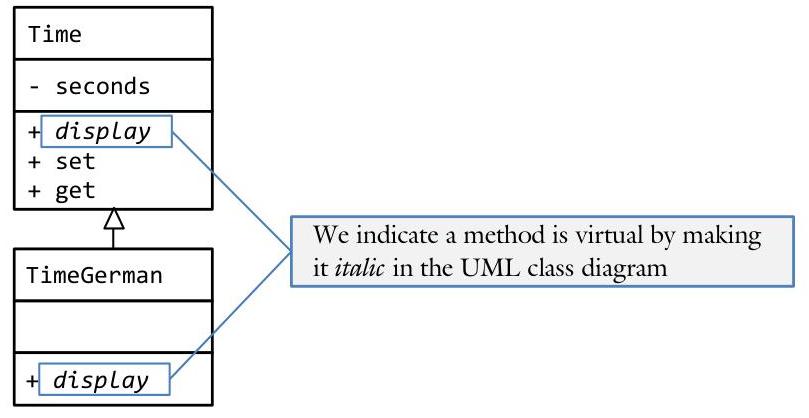 Time
- seconds
+ display
+ set
+ get
TimeGerman
+ display
We indicate a method is virtual by making
it italic in the UML class diagram